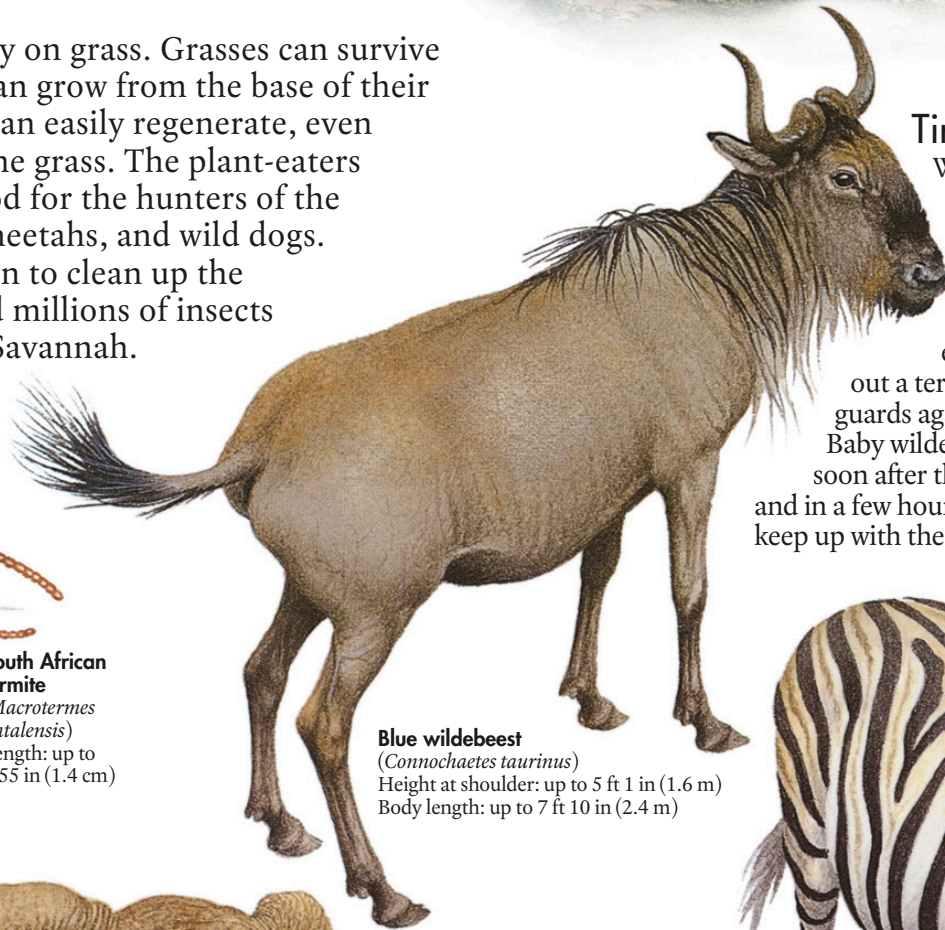 y on grass. Grasses can survive
an grow from the base of their
an easily regenerate, even
he grass. The plant-eaters
od for the hunters of the
heetahs, and wild dogs.
n to clean up the
d millions of insects
Savannah.
Tir
W
e
out a ter
guards ag
Baby wilde
soon after th
and in a few hour
keep up with the
outh African
rmite
Macrotermes
atalensis)
ength: up to
55 in (1.4 cm)
Blue wildebeest
(Connochaetes taurinus)
Height at shoulder: up to 5 ft 1 in (1.6 m)
Body length: up to 7 ft 10 in (2.4 m)